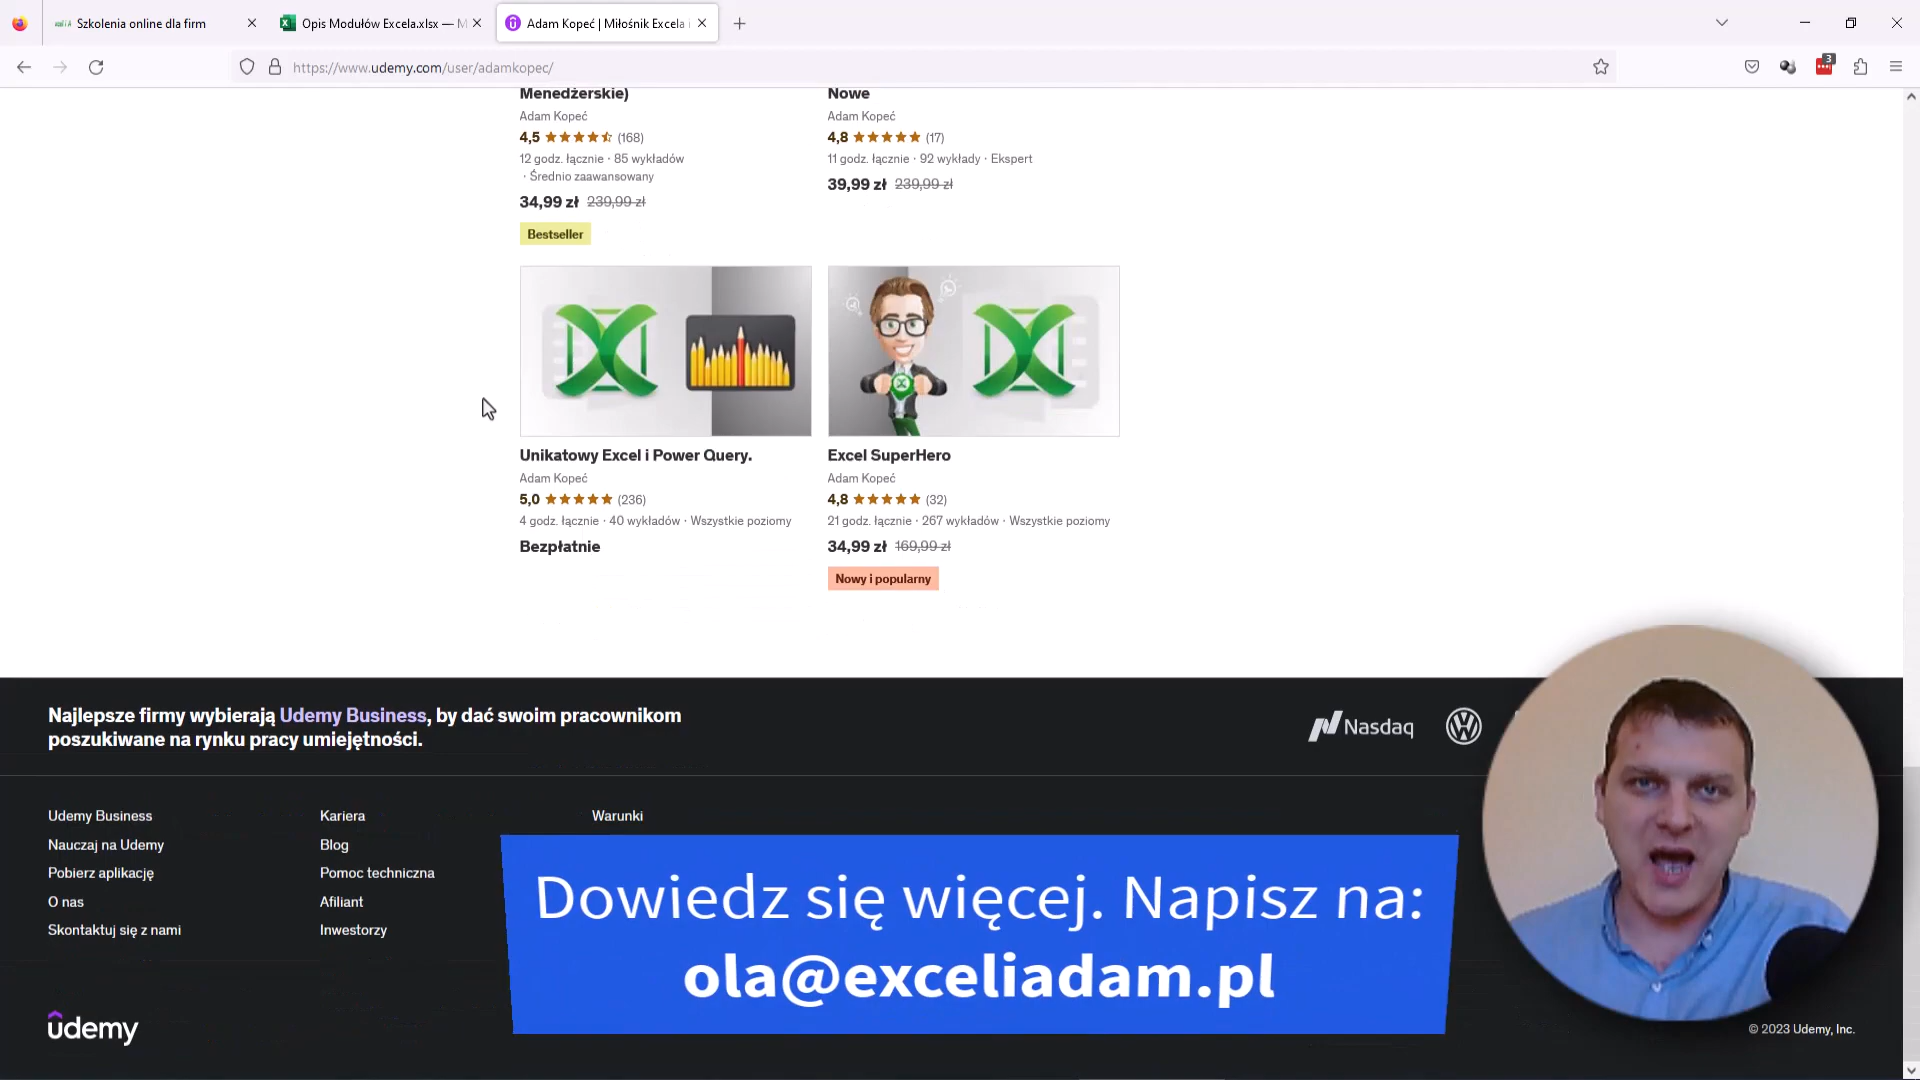 Szkolenia online dla firm
Opis Modułów Excela.xlsx — M
Adam Kopeć | Miłośnik Excela
https://www.udemy.com/user/adamkopec/
3
Menedżerskie)
Adam Kopeć
4,5 (168)
12 godz. łącznie · 85 wykładów
· Średnio zaawansowany
34,99 zł 239,99 zł
Bestseller
Nowe
Adam Kopeć
4,8 (17)
11 godz. łącznie · 92 wykłady · Ekspert
39,99 zł 239,99 zł
Unikatowy Excel i Power Query.
Adam Kopeć
5,0 (236)
4 godz. łącznie · 40 wykładów · Wszystkie poziomy
Bezpłatnie
Excel SuperHero
Adam Kopeć
4,8 (32)
21 godz. łącznie · 267 wykładów · Wszystkie poziomy
34,99 zł 169,99 zł
Nowy i popularny
Najlepsze firmy wybierają Udemy Business, by dać swoim pracownikom
poszukiwane na rynku pracy umiejętności.
Nasdaq
Udemy Business
Nauczaj na Udemy
Pobierz aplikację
O nas
Skontaktuj się z nami
Kariera
Blog
Pomoc techniczna
Afiliant
Inwestorzy
Warunki
Dowiedz się więcej. Napisz na:
ola@exceliadam.pl
udemy
© 2023 Udemy, Inc.